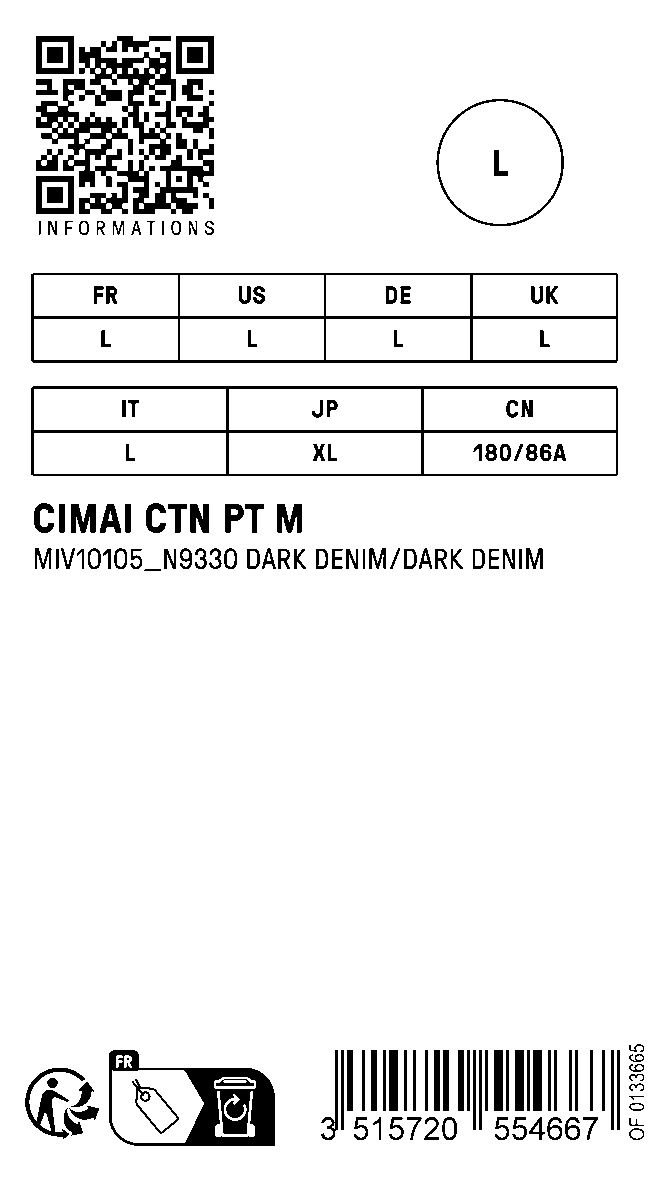 INFORMATIONS
L
FR US DE UK
L L L L
IT JP CN
L XL 180/86A
CIMAI CTN PT M
MIV10105_N9330 DARK DENIM/DARK DENIM
FR
3 515720 554667
OF 0133665